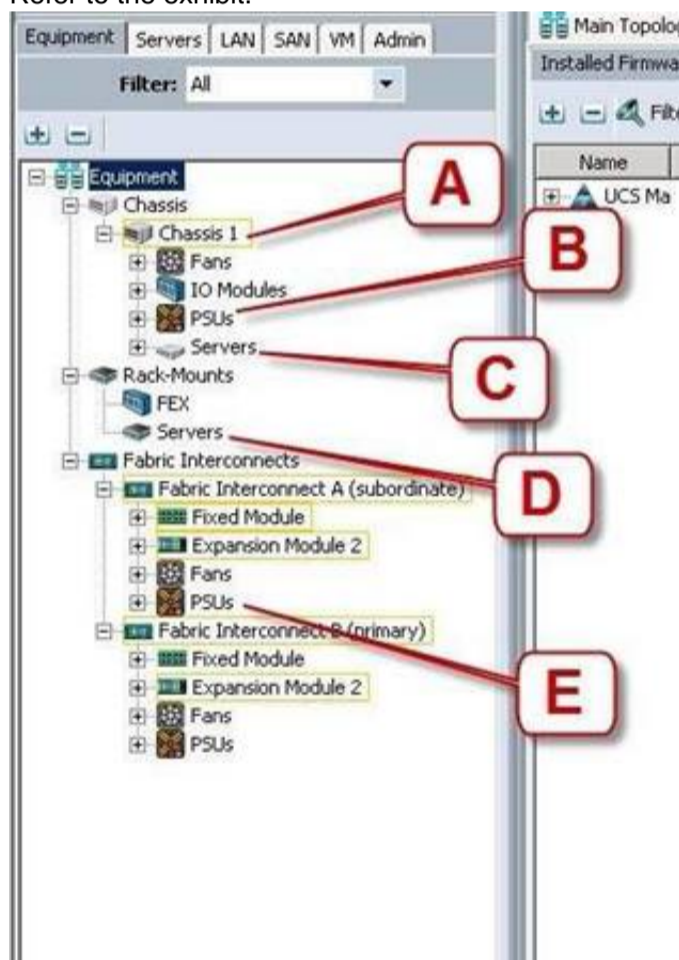 Refer to the exhibit.
Equipment Servers LAN SAN VM Admin
Filter: All
Equipment
Chassis
Chassis 1
Fans
IO Modules
PSUs
Servers
Rack-Mounts
FEX
Servers
Fabric Interconnects
Fabric Interconnect A (subordinate)
Fixed Module
Expansion Module 2
Fans
PSUs
Fabric Interconnect B (primary)
Fixed Module
Expansion Module 2
Fans
PSUs
A
B
C
D
E
Main Topolo
Installed Firmwa
Filte
Name
UCS Ma